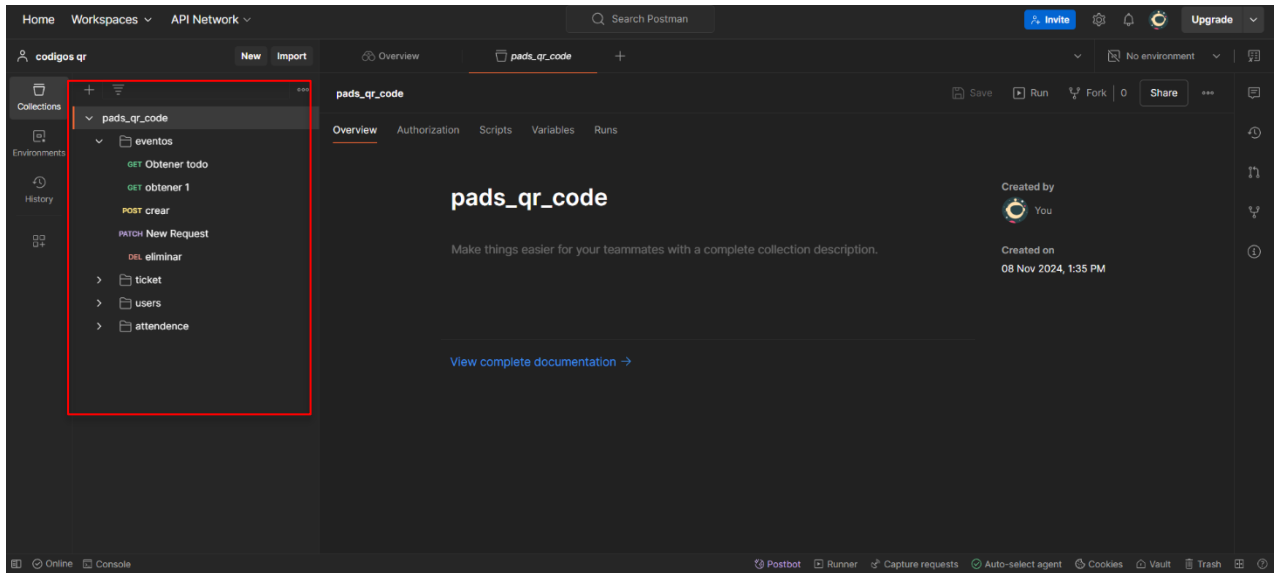 Home Workspaces API Network Search Postman Invite Upgrade
codigos qr New Import Overview pads_qr_code No environment
Collections
Environments
History
pads_qr_code
eventos
GET Obtener todo
GET obtener 1
POST crear
PATCH New Request
DEL eliminar
ticket
users
attendence
pads_qr_code Save Run Fork 0 Share
Overview Authorization Scripts Variables Runs
pads_qr_code
Make things easier for your teammates with a complete collection description.
View complete documentation →
Created by
You
Created on
08 Nov 2024, 1:35 PM
Online Console Postbot Runner Capture requests Auto-select agent Cookies Vault Trash